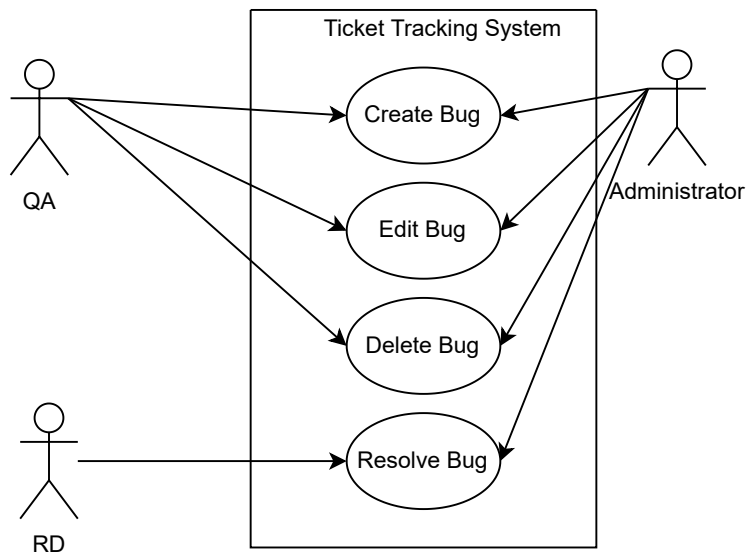 Ticket Tracking System
Create Bug
Administrator
QA
Edit Bug
Delete Bug
Resolve Bug
RD